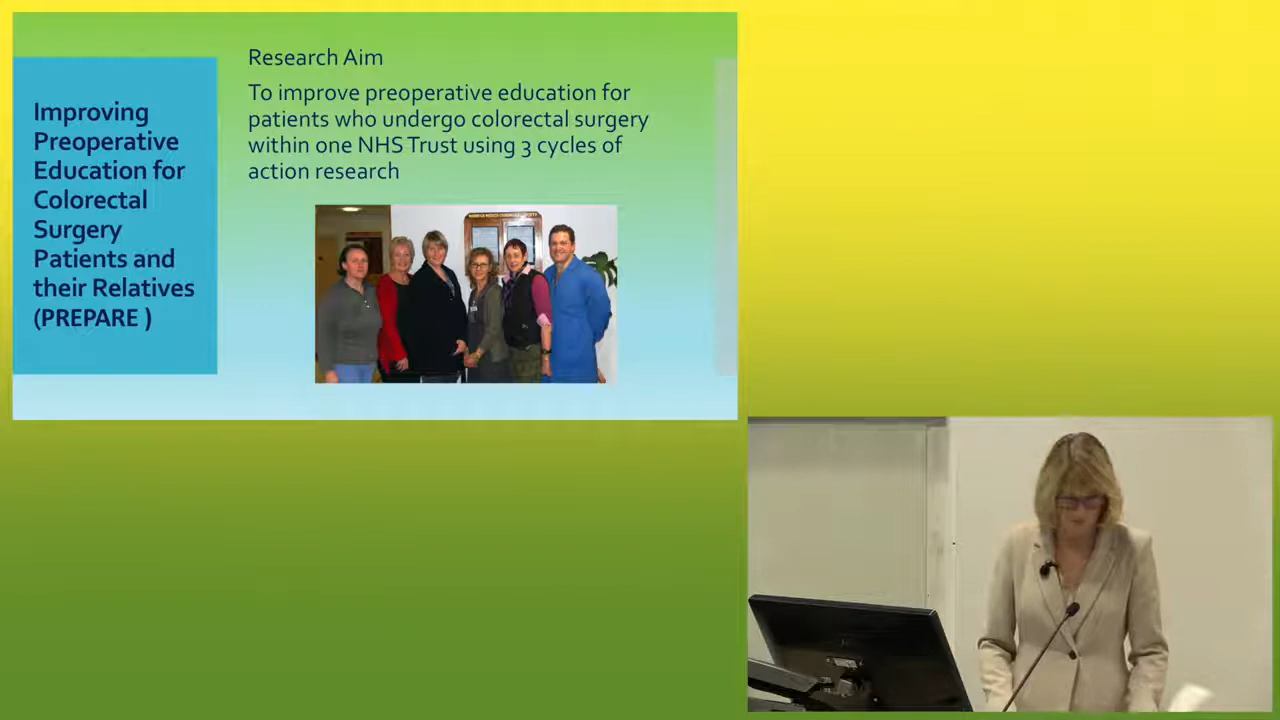 Improving
Preoperative
Education for
Colorectal
Surgery
Patients and
their Relatives
(PREPARE )
Research Aim
To improve preoperative education for
patients who undergo colorectal surgery
within one NHS Trust using 3 cycles of
action research